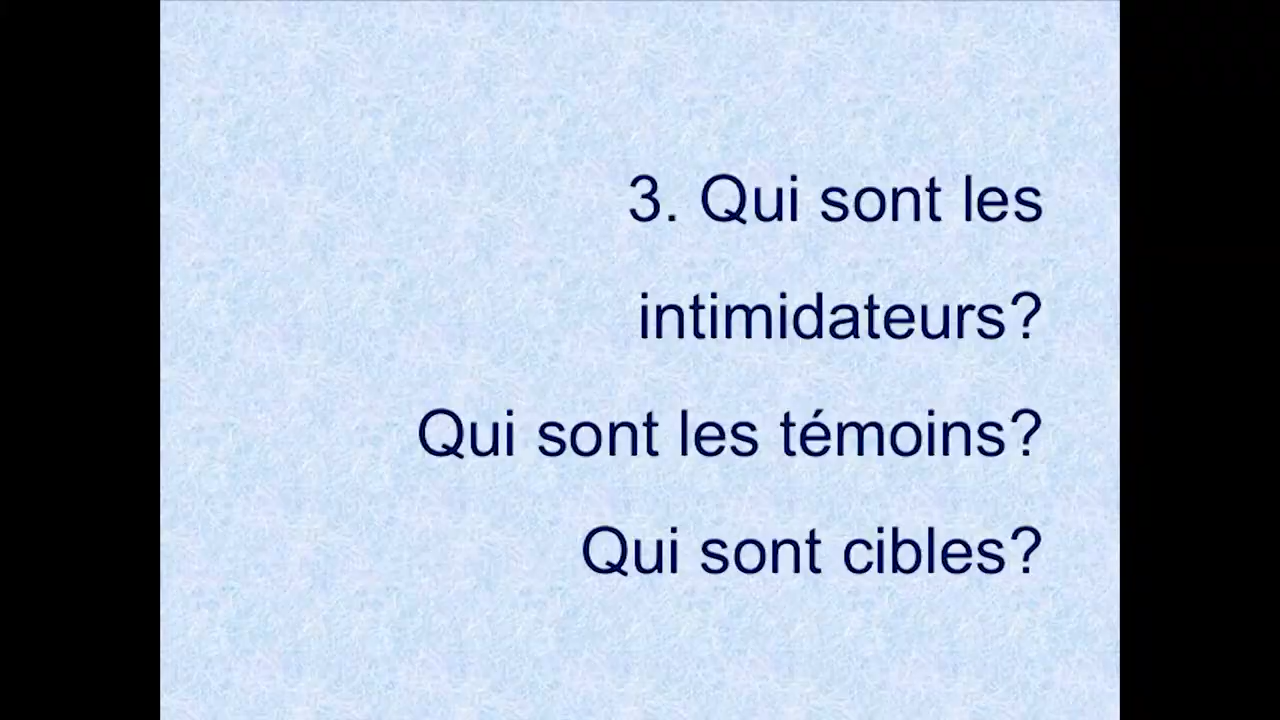 3. Qui sont les
intimidateurs?
Qui sont les témoins?
Qui sont cibles?